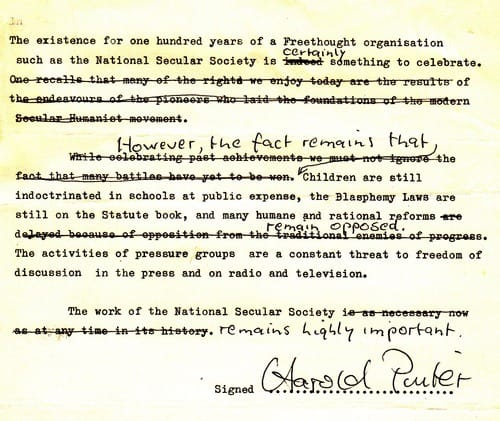 certainly
The existence for one hundred years of a Freethought organisation
such as the National Secular Society is indeed something to celebrate.
One recalls that many of the rights we enjoy today are the results of
the endeavours of the pioneers who laid the foundations of the modern
Secular Humanist movement.
However, the fact remains that,
While celebrating past achievements we must not ignore the
fact that many battles have yet to be won. Children are still
indoctrinated in schools at public expense, the Blasphemy Laws are
still on the Statute book, and many humane and rational reforms are
remain opposed.
delayed because of opposition from the traditional enemies of progress.
The activities of pressure groups are a constant threat to freedom of
discussion in the press and on radio and television.
The work of the National Secular Society is as necessary now
as at any time in its history. remains highly important.
Signed Harold Pinter